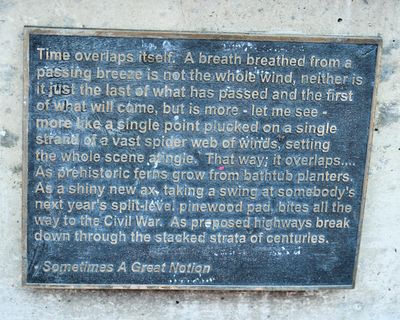 Time overlaps itself. A breath breathed from a
passing breeze is not the whole wind, neither is
it just the last of what has passed and the first
of what will come, but is more - let me see -
more like a single point plucked on a single
strand of a vast spider web of winds, setting
the whole scene atingle. That way; it overlaps....
As prehistoric ferns grow from bathtub planters.
As a shiny new ax, taking a swing at somebody's
next year's split-level pinewood pad, bites all the
way to the Civil War. As proposed highways break
down through the stacked strata of centuries.
Sometimes A Great Notion